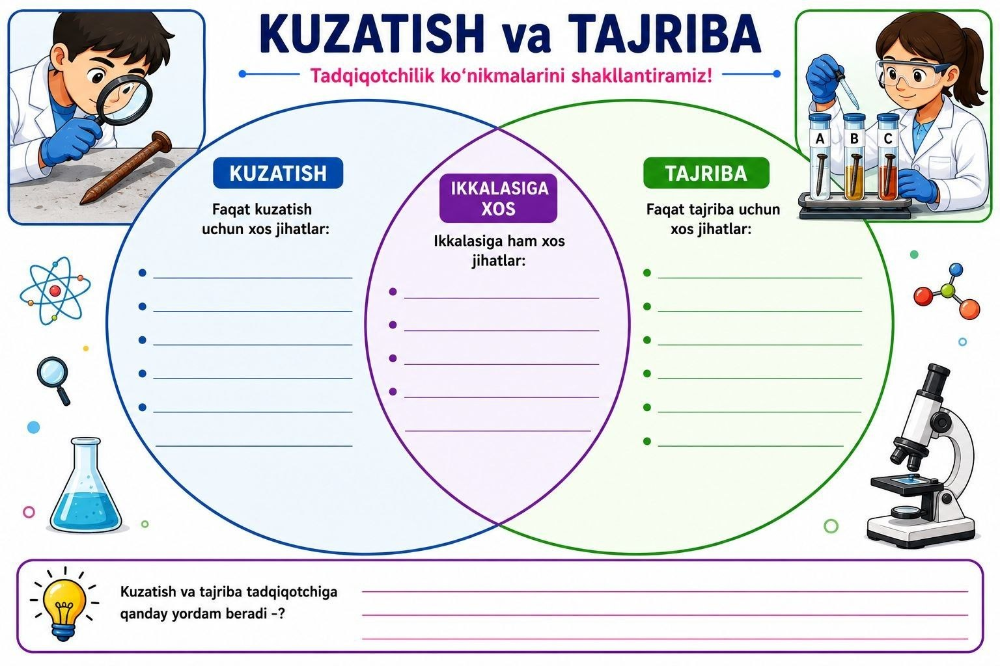 KUZATISH va TAJRIBA
Tadqiqotchilik ko‘nikmalarini shakllantiramiz!
KUZATISH
Faqat kuzatish
uchun xos jihatlar:
IKKALASIGA
XOS
Ikkalasiga ham xos
jihatlar:
TAJRIBA
Faqat tajriba uchun
xos jihatlar:
A B C
Kuzatish va tajriba tadqiqotchiga
qanday yordam beradi -?